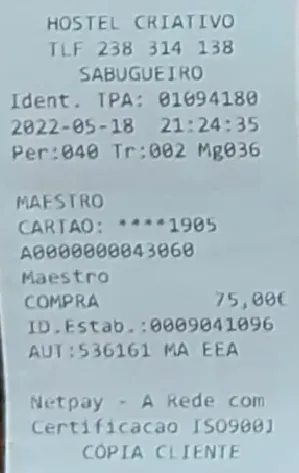 HOSTEL CRIATIVO
TLF 238 314 138
SABUGUEIRO
Ident. TPA: 01094180
2022-05-18 21:24:35
Per:040 Tr:002 Mg036
MAESTRO
CARTAO: ****1905
A0000000043060
Maestro
COMPRA 75,00€
ID.Estab.:0009041096
AUT:536161 MA EEA
Netpay - A Rede com
Certificacao ISO9001
CÓPIA CLIENTE